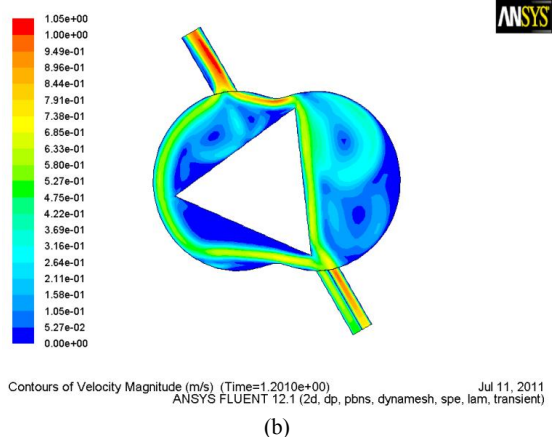 1.05e+00
1.00e+00
9.49e-01
8.96e-01
8.44e-01
7.91e-01
7.38e-01
6.85e-01
6.33e-01
5.80e-01
5.27e-01
4.75e-01
4.22e-01
3.69e-01
3.16e-01
2.64e-01
2.11e-01
1.58e-01
1.05e-01
5.27e-02
0.00e+00
ANSYS
Contours of Velocity Magnitude (m/s) (Time=1.2010e+00) Jul 11, 2011
ANSYS FLUENT 12.1 (2d, dp, pbns, dynamesh, spe, lam, transient)
(b)